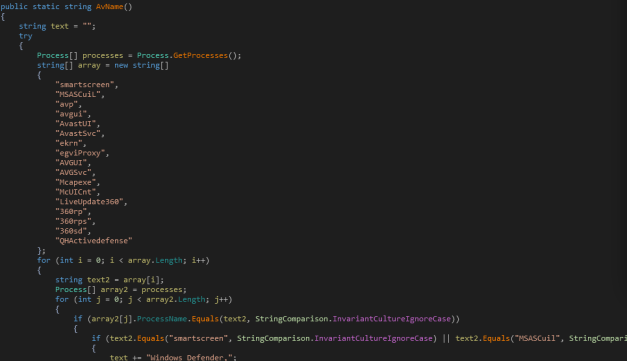 public static string AvName()
{
string text = "";
try
{
Process[] processes = Process.GetProcesses();
string[] array = new string[]
{
"smartscreen",
"MSASCuiL",
"avp",
"avgui",
"AvastUI",
"AvastSvc",
"ekrn",
"egviProxy",
"AVGUI",
"AVGSvc",
"Mcapexe",
"McUICnt",
"LiveUpdate360",
"360rp",
"360rps",
"360sd",
"QHActivedefense"
};
for (int i = 0; i < array.Length; i++)
{
string text2 = array[i];
Process[] array2 = processes;
for (int j = 0; j < array2.Length; j++)
{
if (array2[j].ProcessName.Equals(text2, StringComparison.InvariantCultureIgnoreCase))
{
if (text2.Equals("smartscreen", StringComparison.InvariantCultureIgnoreCase) || text2.Equals("MSASCuil", StringCompari
{
text += "Windows Defender,";